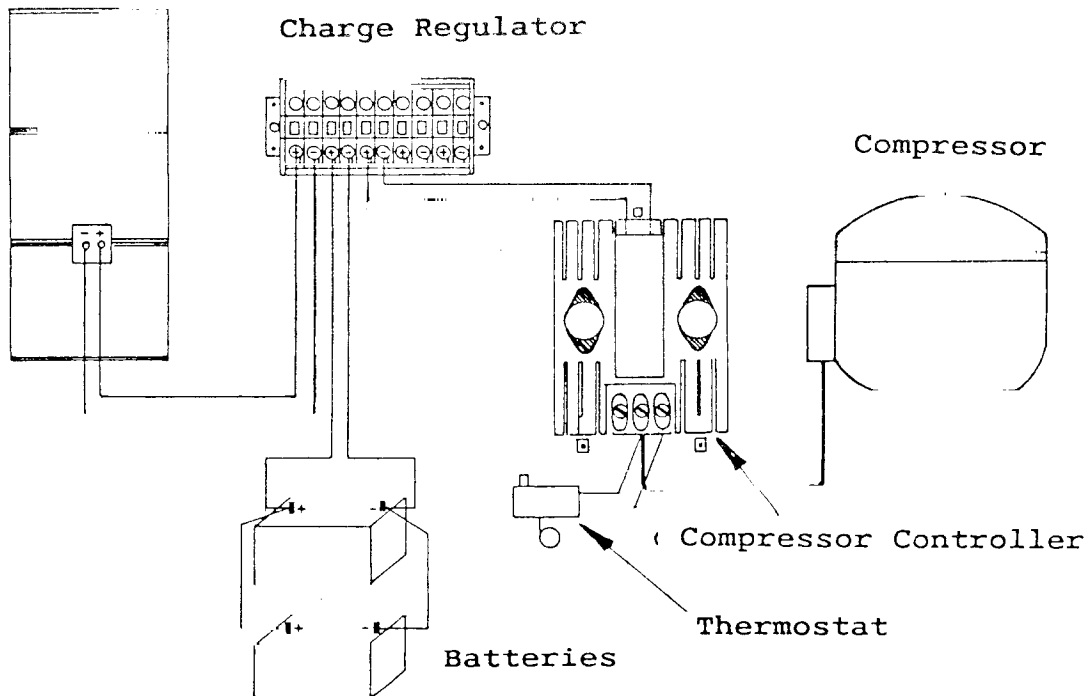 Charge Regulator
Compressor
- +
+ - + - + - + - + -
Compressor Controller
+ -
Thermostat
+ -
Batteries